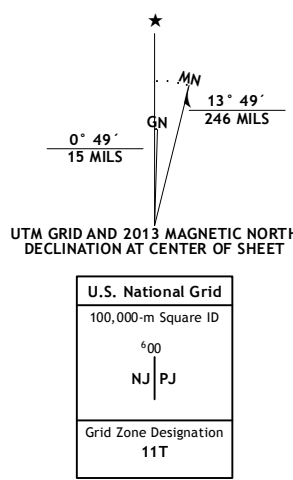 ★
MN
GN
13° 49´
246 MILS
0° 49´
15 MILS
UTM GRID AND 2013 MAGNETIC NORTH
DECLINATION AT CENTER OF SHEET
U.S. National Grid
100,000-m Square ID
⁶00
NJ PJ
Grid Zone Designation
11T